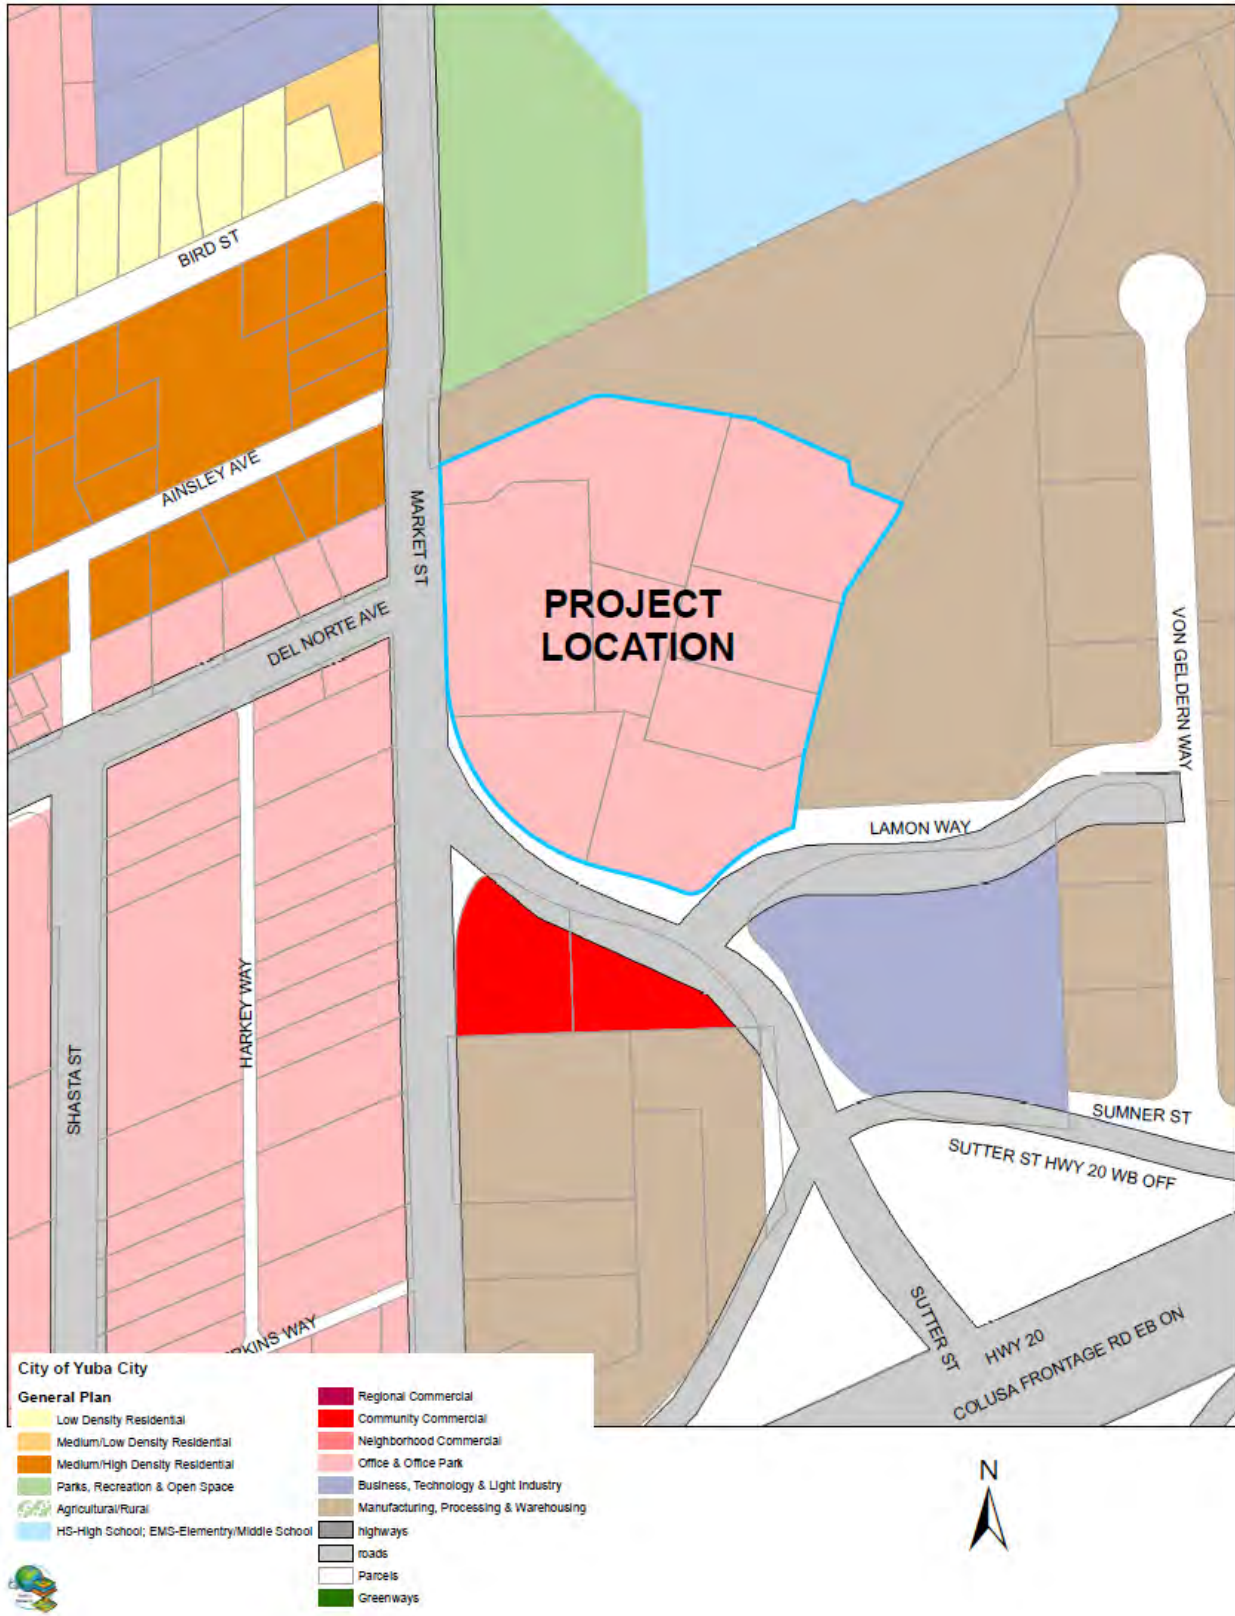 BIRD ST
AINSLEY AVE
MARKET ST
PROJECT
LOCATION
DEL NORTE AVE
VON GELDERN WAY
LAMON WAY
HARKEY WAY
SHASTA ST
SUMNER ST
SUTTER ST HWY 20 WB OFF
SUTTER ST
HWY 20
COLUSA FRONTAGE RD EB ON
RKINS WAY
City of Yuba City
General Plan
Low Density Residential
Medium/Low Density Residential
Medium/High Density Residential
Parks, Recreation & Open Space
Agricultural/Rural
HS-High School; EMS-Elementry/Middle School
Regional Commercial
Community Commercial
Neighborhood Commercial
Office & Office Park
Business, Technology & Light Industry
Manufacturing, Processing & Warehousing
highways
roads
Parcels
Greenways
N